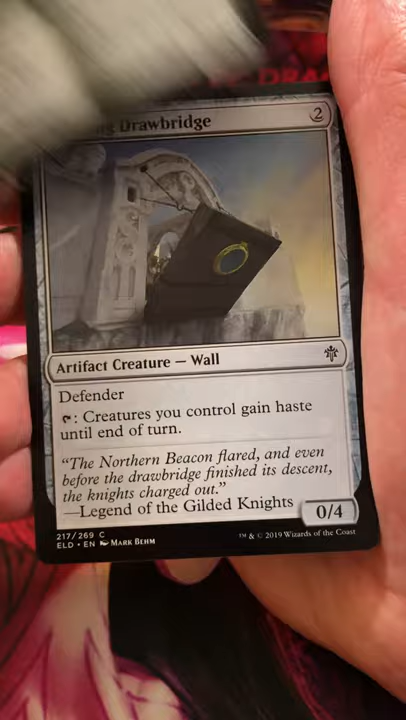 Drawbridge 2
Artifact Creature — Wall
Defender
: Creatures you control gain haste
until end of turn.
“The Northern Beacon flared, and even
before the drawbridge finished its descent,
the knights charged out.”
—Legend of the Gilded Knights
0/4
217/269 C
ELD • EN MARK BEHM
™ & © 2019 Wizards of the Coast